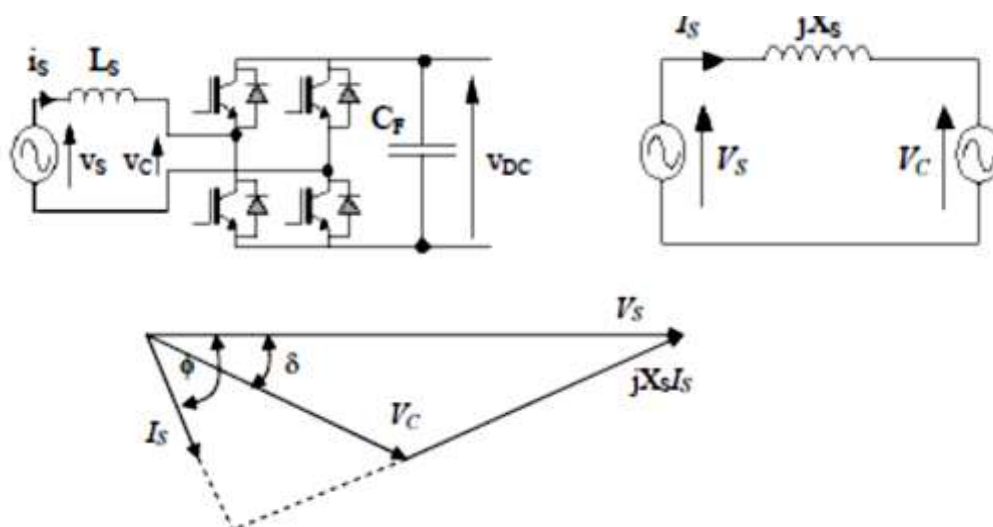 iS LS
vS vC CF vDC
IS jXS
VS VC
VS
ϕ δ
jXSIS
VC
IS